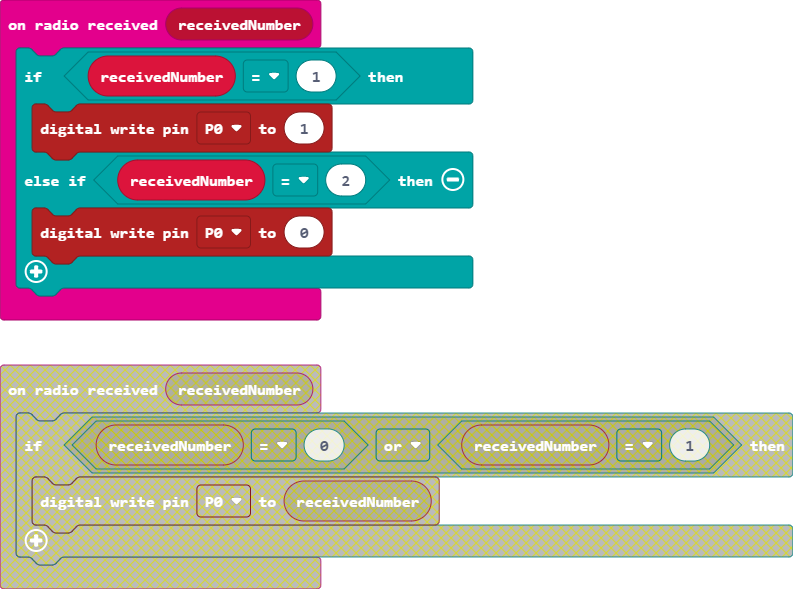 on radio received receivedNumber
if receivedNumber = 1 then
digital write pin P0 to 1
else if receivedNumber = 2 then
digital write pin P0 to 0
on radio received receivedNumber
if receivedNumber = 0 or receivedNumber = 1 then
digital write pin P0 to receivedNumber